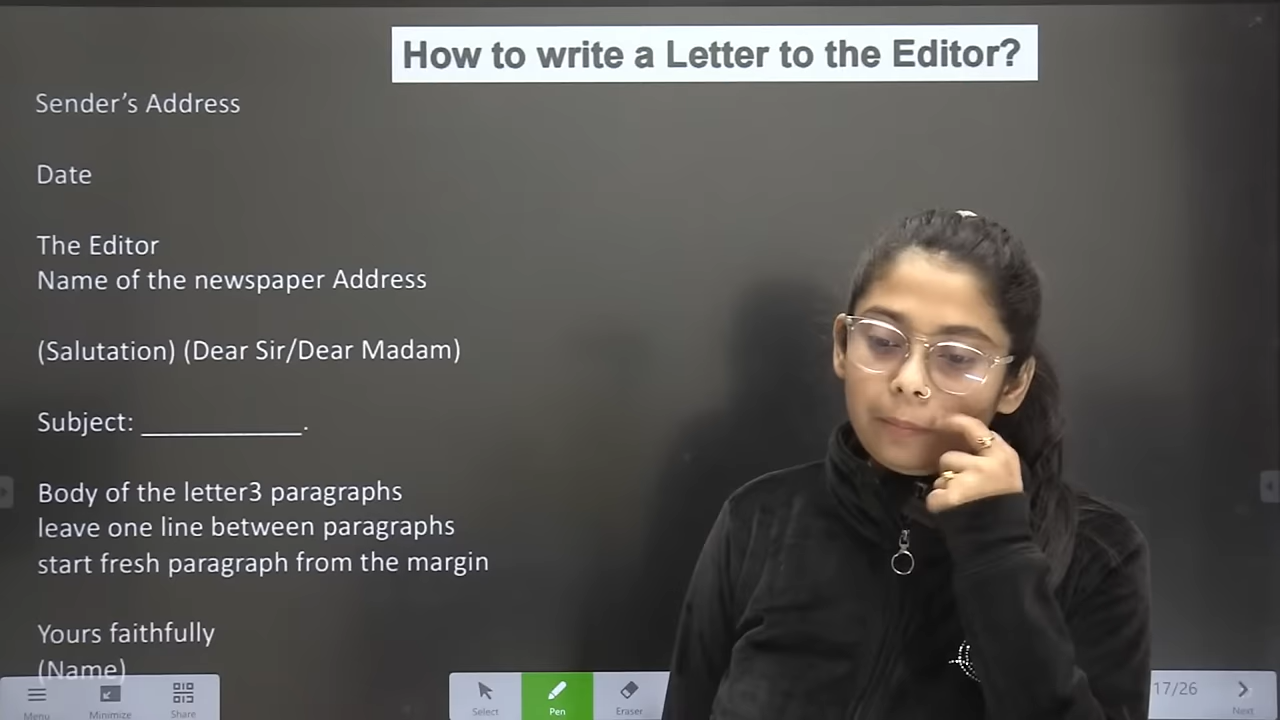 How to write a Letter to the Editor?
Sender’s Address
Date
The Editor
Name of the newspaper Address
(Salutation) (Dear Sir/Dear Madam)
Subject: ___________.
Body of the letter3 paragraphs
leave one line between paragraphs
start fresh paragraph from the margin
Yours faithfully
(Name)
Menu Minimize Share Select Pen Eraser 17/26 Next